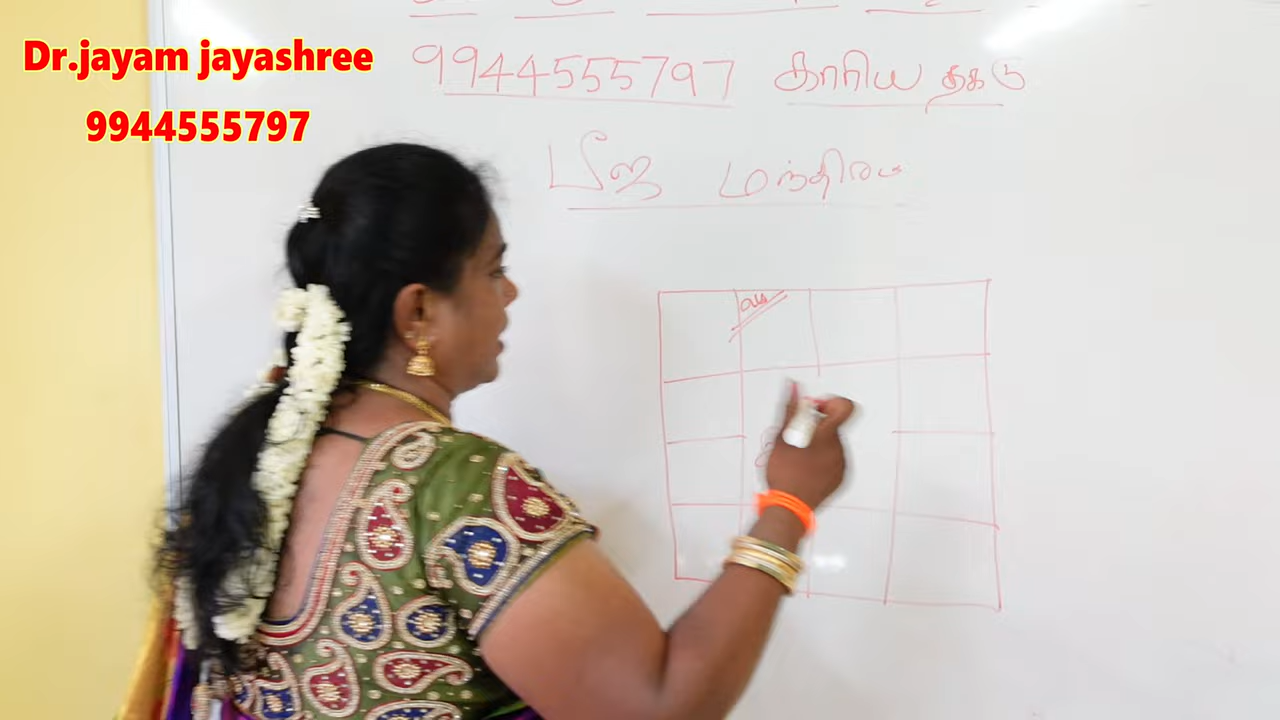 Dr.jayam jayashree
9944555797
9944555797 காரிய தகடு
பீஜ மந்திரம்